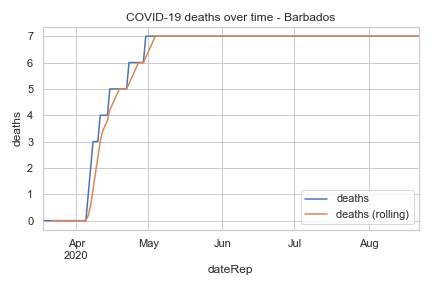 COVID-19 deaths over time - Barbados
7
6
5
4
3
2
1
0
deaths
deaths
deaths (rolling)
Apr
2020
May
Jun
Jul
Aug
dateRep